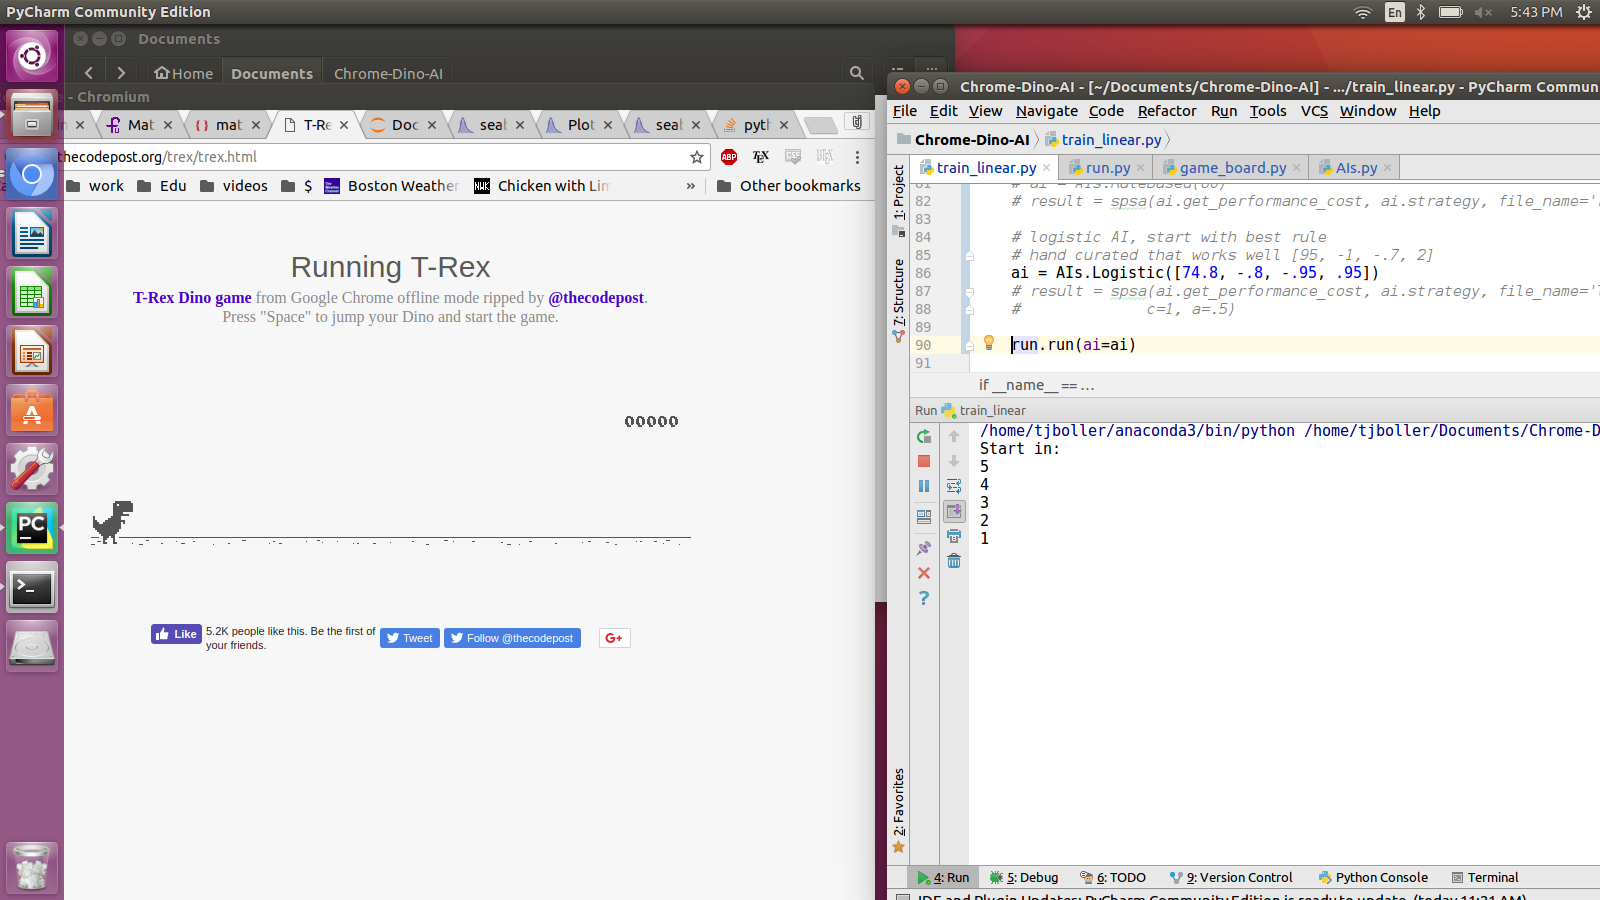 PyCharm Community Edition
En
5:43 PM
Documents
Home
Documents
Chrome-Dino-AI
- Chromium
in
Mat
mat
T-Re
Doc
seab
Plot
seab
pyth
thecodepost.org/trex/trex.html
ABP
work
Edu
videos
$
Boston Weather
NWK
Chicken with Lim
»
Other bookmarks
Running T-Rex
T-Rex Dino game from Google Chrome offline mode ripped by @thecodepost.
Press "Space" to jump your Dino and start the game.
00000
Like
5.2K people like this. Be the first of
your friends.
Tweet
Follow @thecodepost
G+
Chrome-Dino-AI - [~/Documents/Chrome-Dino-AI] - .../train_linear.py - PyCharm Commun
File Edit View Navigate Code Refactor Run Tools VCS Window Help
Chrome-Dino-AI
train_linear.py
train_linear.py
run.py
game_board.py
AIs.py
1: Project
7: Structure
2: Favorites
81 # ai = AIs.RuleBased(80)
82 # result = spsa(ai.get_performance_cost, ai.strategy, file_name='
83
84 # logistic AI, start with best rule
85 # hand curated that works well [95, -1, -.7, 2]
86 ai = AIs.Logistic([74.8, -.8, -.95, .95])
87 # result = spsa(ai.get_performance_cost, ai.strategy, file_name='
88 # c=1, a=.5)
89
90 run.run(ai=ai)
91
if __name__ == ...
Run train_linear
/home/tjboller/anaconda3/bin/python /home/tjboller/Documents/Chrome-D
Start in:
5
4
3
2
1
4: Run
5: Debug
6: TODO
9: Version Control
Python Console
Terminal
IDE and Plugin Updates: PyCharm Community Edition is ready to update. (today 11:21 AM)